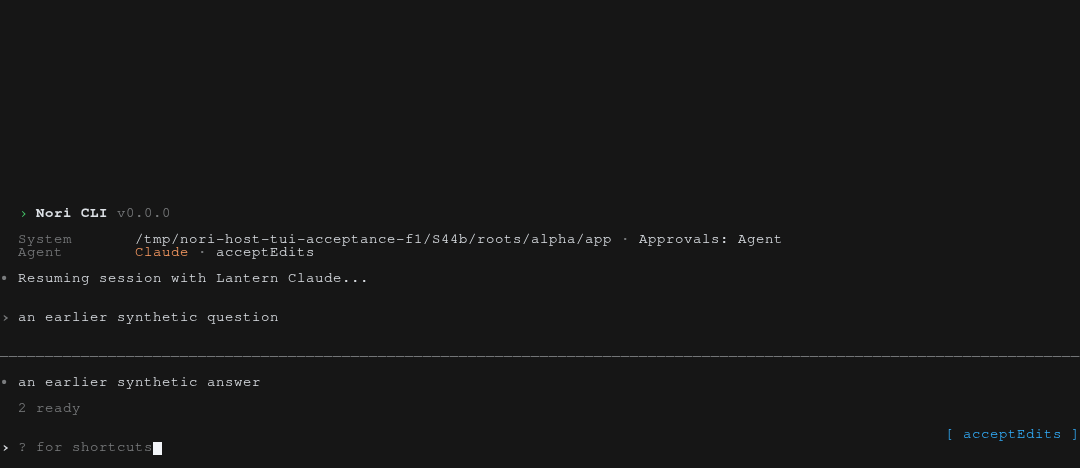 › Nori CLI v0.0.0
System /tmp/nori-host-tui-acceptance-f1/S44b/roots/alpha/app · Approvals: Agent
Agent Claude · acceptEdits
• Resuming session with Lantern Claude...
› an earlier synthetic question
• an earlier synthetic answer
2 ready
[ acceptEdits ]
› ? for shortcuts